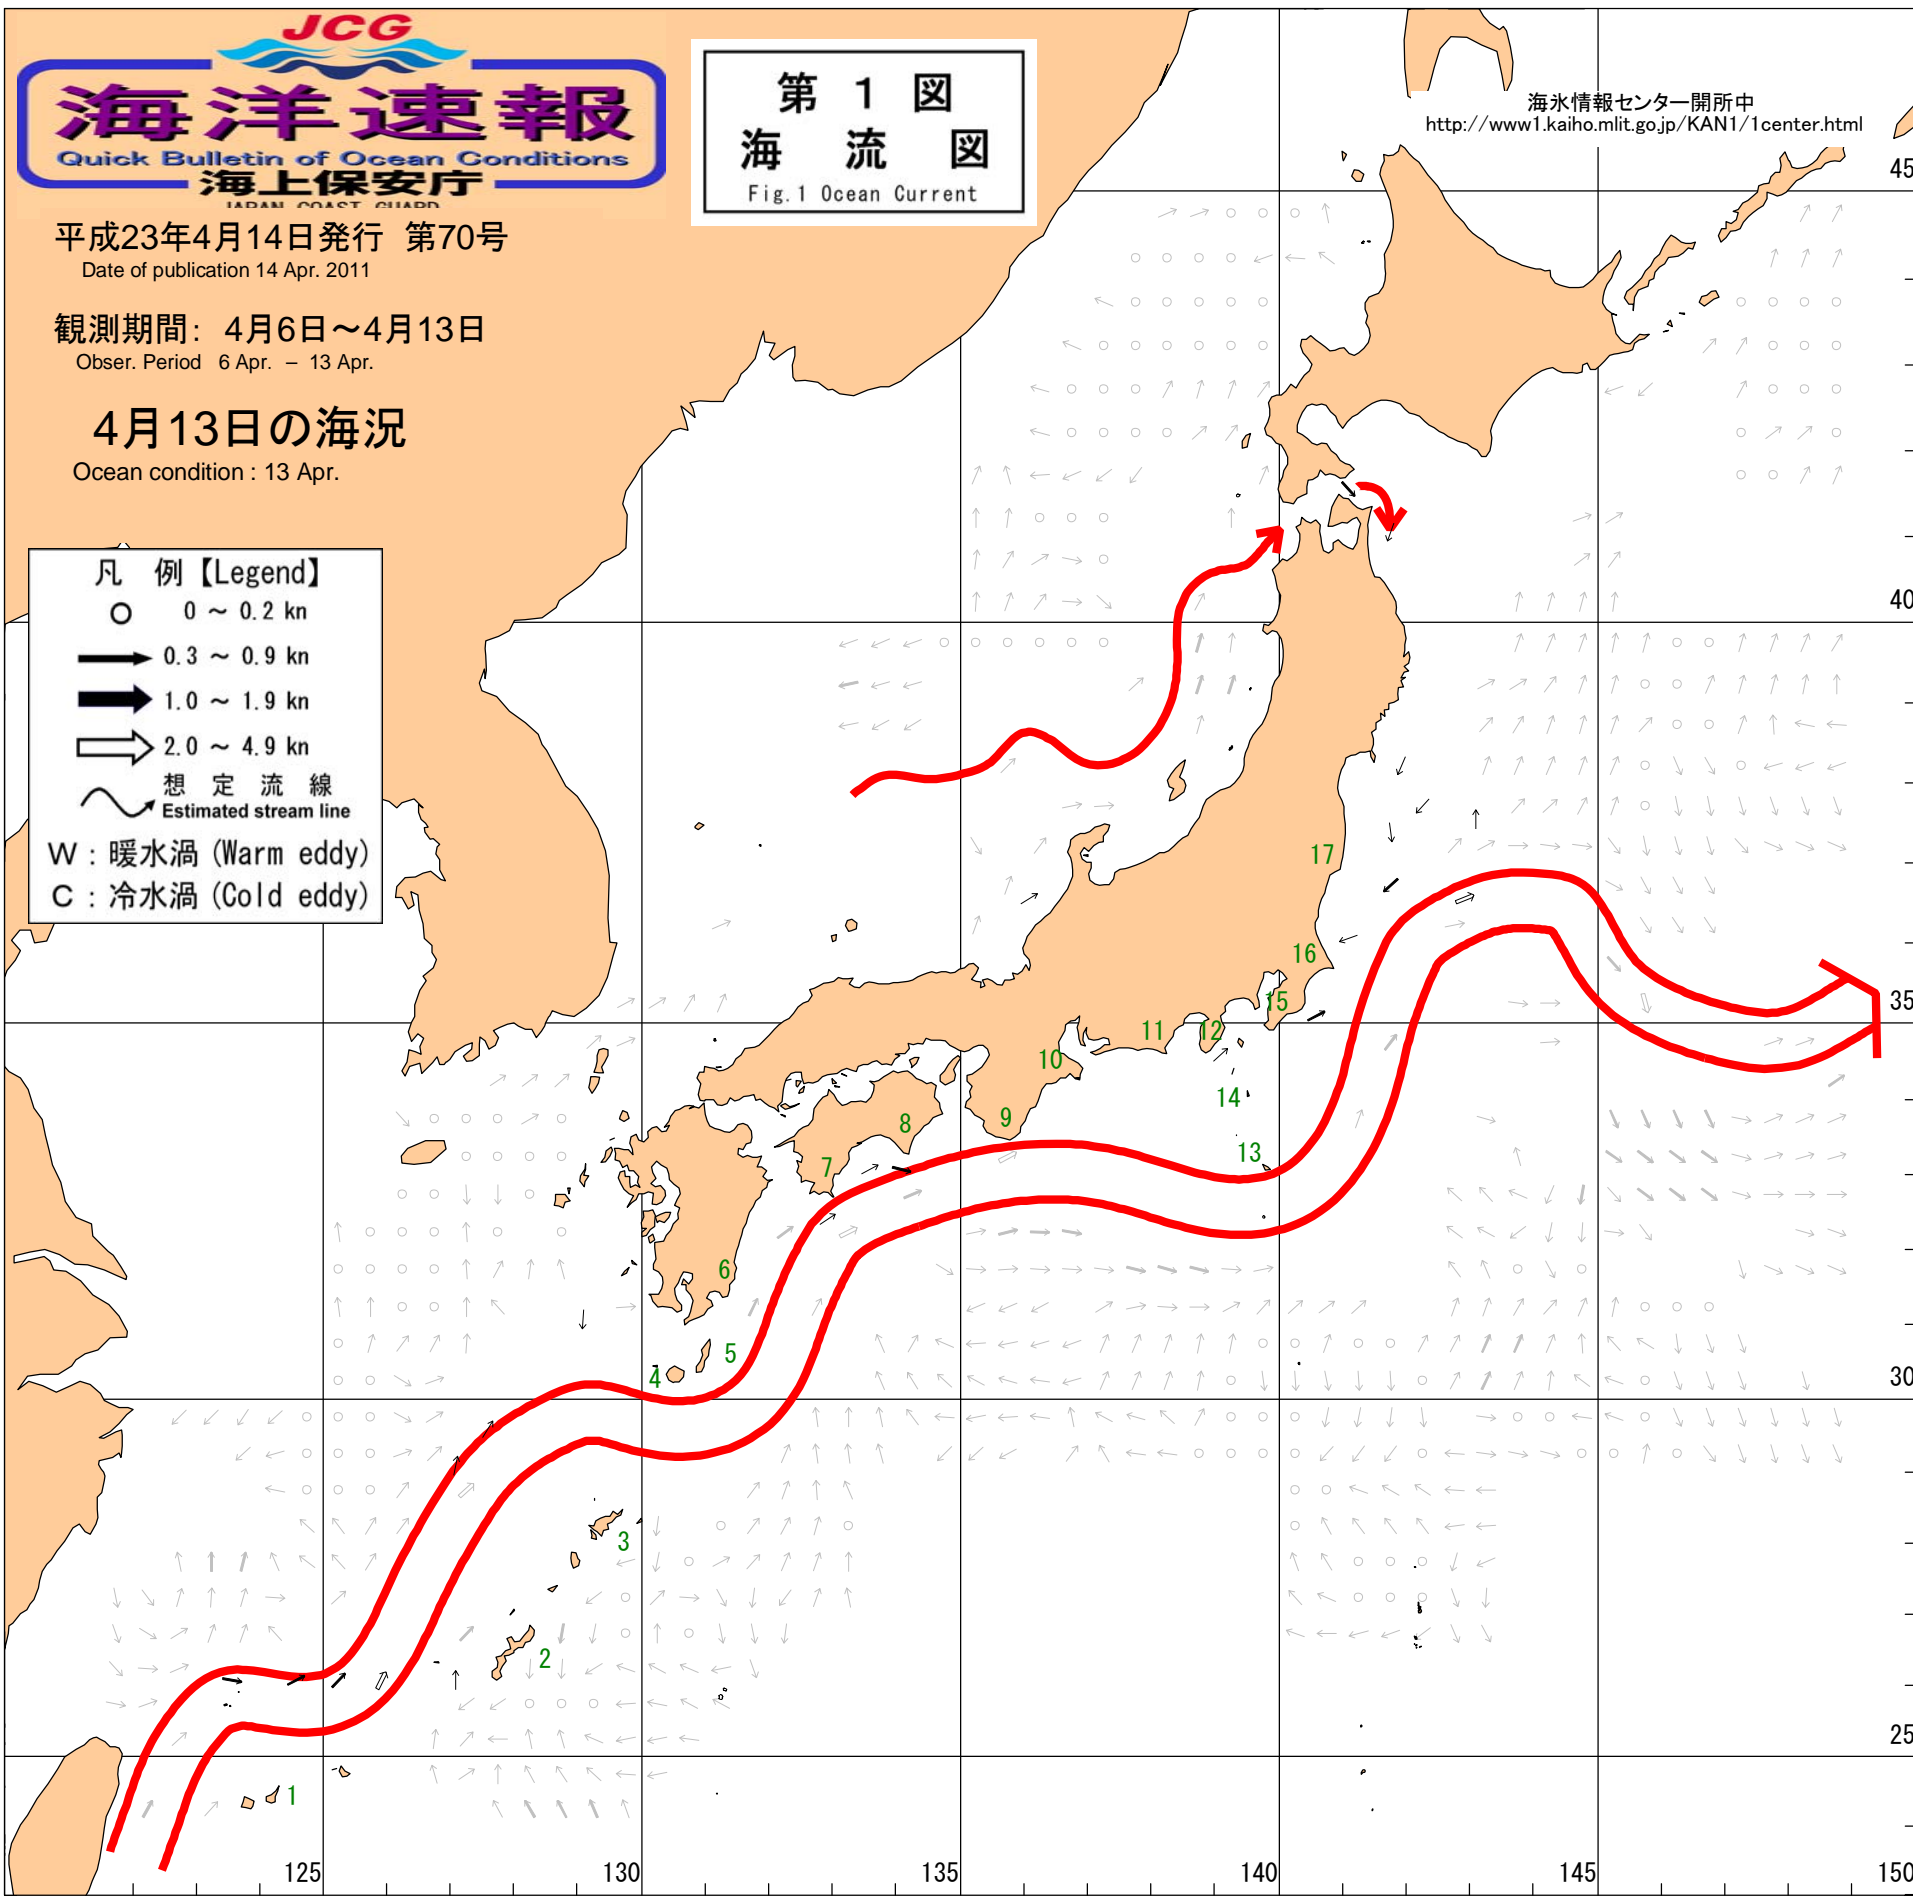 JCG
海洋速報
Quick Bulletin of Ocean Conditions
海上保安庁
JAPAN COAST GUARD
平成23年4月14日発行 第70号
Date of publication 14 Apr. 2011
観測期間: 4月6日～4月13日
Obser. Period 6 Apr. – 13 Apr.
4月13日の海況
Ocean condition : 13 Apr.
第 1 図
海 流 図
Fig.1 Ocean Current
海氷情報センター開所中
http://www1.kaiho.mlit.go.jp/KAN1/1center.html
凡 例【Legend】
0 ～ 0.2 kn
0.3 ～ 0.9 kn
1.0 ～ 1.9 kn
2.0 ～ 4.9 kn
想 定 流 線
Estimated stream line
W : 暖水渦 (Warm eddy)
C : 冷水渦 (Cold eddy)
45
40
17
16
35
15
12
11
10
14
9
8
13
7
6
5
4
30
3
2
25
1
125
130
135
140
145
150